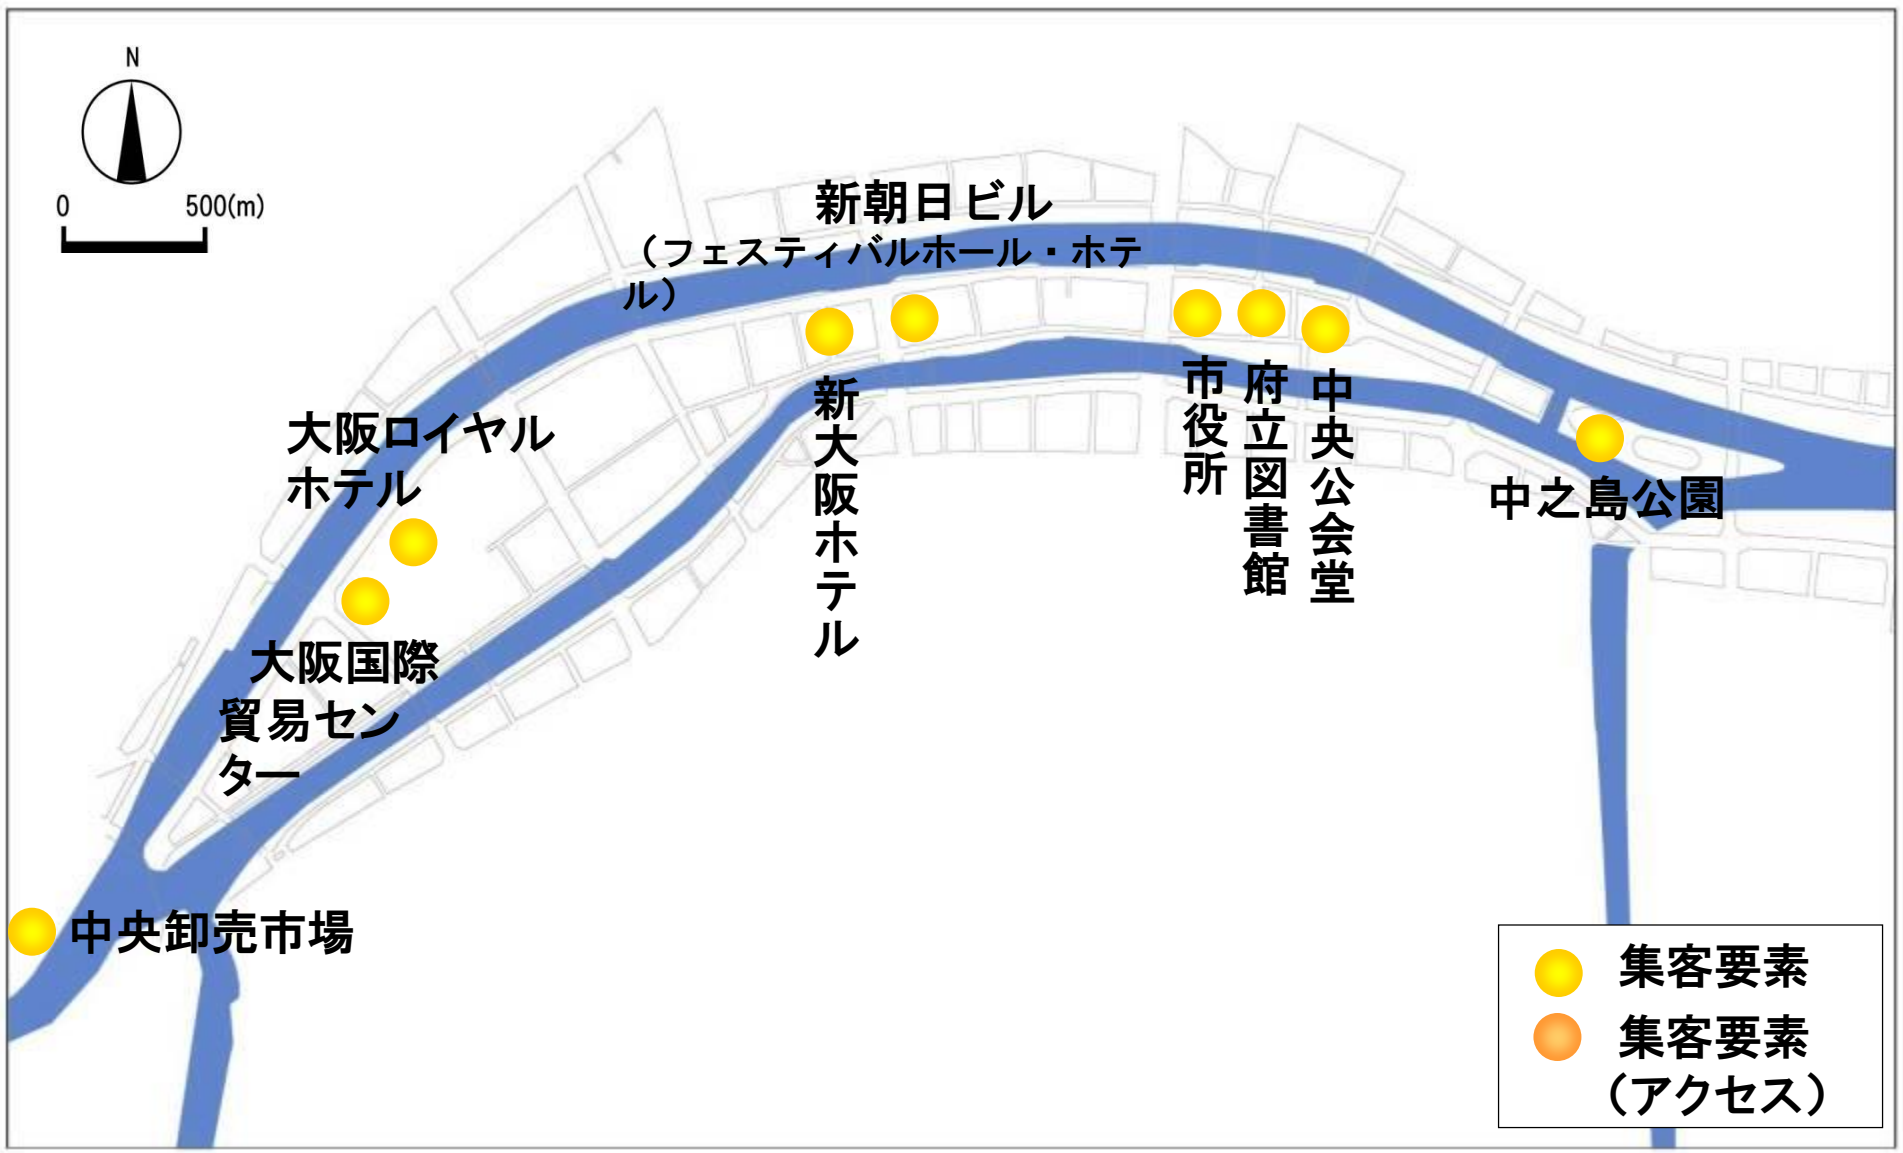 N
0 500(m)
新朝日ビル
（フェスティバルホール・ホテ
ル）
大阪ロイヤル
ホテル
新大阪ホテル
市役所
府立図書館
中央公会堂
中之島公園
大阪国際
貿易セン
ター
中央卸売市場
集客要素
集客要素
（アクセス）